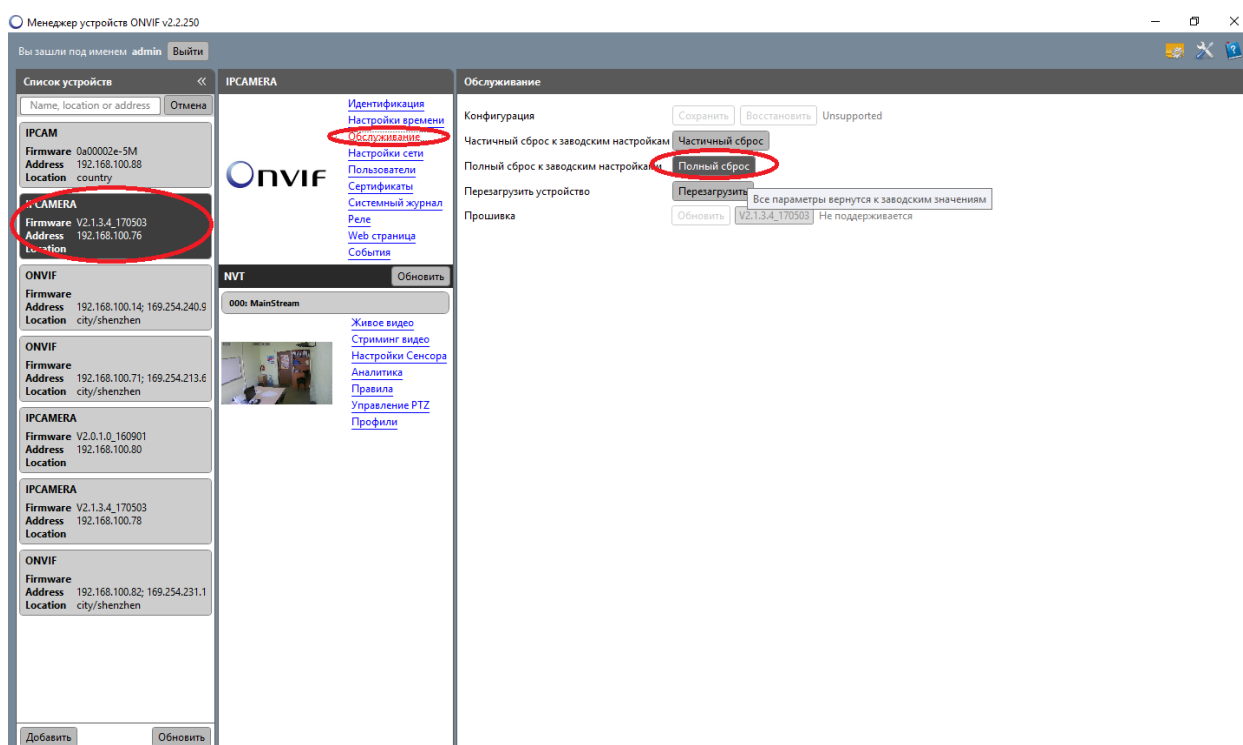 Менеджер устройств ONVIF v2.2.250
Вы зашли под именем admin Выйти
Список устройств
Name, location or address Отмена
IPCAM
Firmware 0a00002e-5M
Address 192.168.100.88
Location country
IPCAMERA
Firmware V2.1.3.4_170503
Address 192.168.100.76
Location
ONVIF
Firmware
Address 192.168.100.14; 169.254.240.9
Location city/shenzhen
ONVIF
Firmware
Address 192.168.100.71; 169.254.213.6
Location city/shenzhen
IPCAMERA
Firmware V2.0.1.0_160901
Address 192.168.100.80
Location
IPCAMERA
Firmware V2.1.3.4_170503
Address 192.168.100.78
Location
ONVIF
Firmware
Address 192.168.100.82; 169.254.231.1
Location city/shenzhen
Добавить Обновить
IPCAMERA
ONVIF
Идентификация
Настройки времени
Обслуживание
Настройки сети
Пользователи
Сертификаты
Системный журнал
Реле
Web страница
События
NVT Обновить
000: MainStream
Живое видео
Стриминг видео
Настройки Сенсора
Аналитика
Правила
Управление PTZ
Профили
Обслуживание
Конфигурация Сохранить Восстановить Unsupported
Частичный сброс к заводским настройкам Частичный сброс
Полный сброс к заводским настройками Полный сброс
Перезагрузить устройство Перезагрузить
Все параметры вернутся к заводским значениям
Прошивка Обновить V2.1.3.4_170503 Не поддерживается